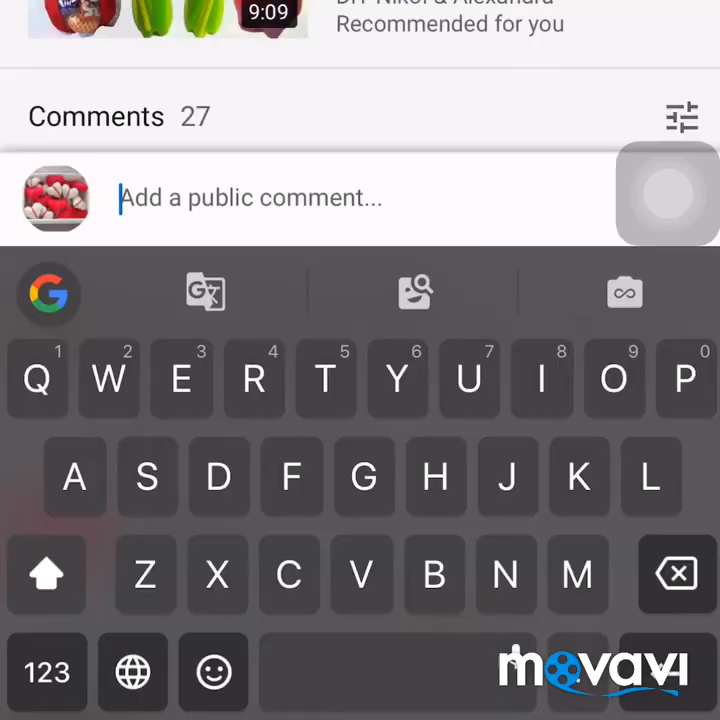 9:09
Recommended for you
Comments 27
Add a public comment...
G
1 2 3 4 5 6 7 8 9 0
Q W E R T Y U I O P
A S D F G H J K L
Z X C V B N M
123
movavi